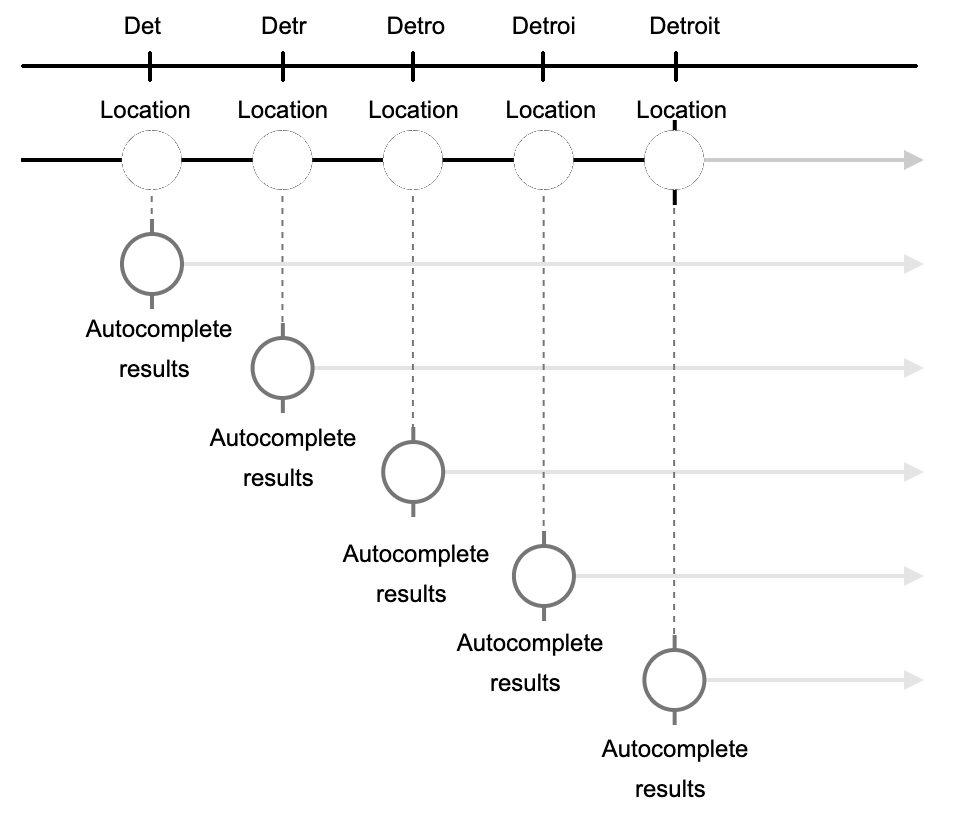 Det Detr Detro Detroi Detroit
Location Location Location Location Location
Autocomplete
results
Autocomplete
results
Autocomplete
results
Autocomplete
results
Autocomplete
results